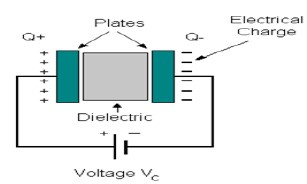 Plates
Electrical
Charge
Q+
Q-
Dielectric
+ −
Voltage Vc